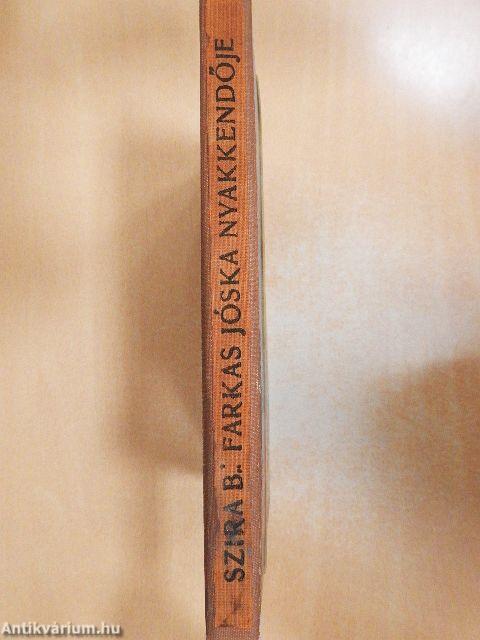 SZIRA B.: FARKAS JÓSKA NYAKKENDŐJE
Antikvárium.hu